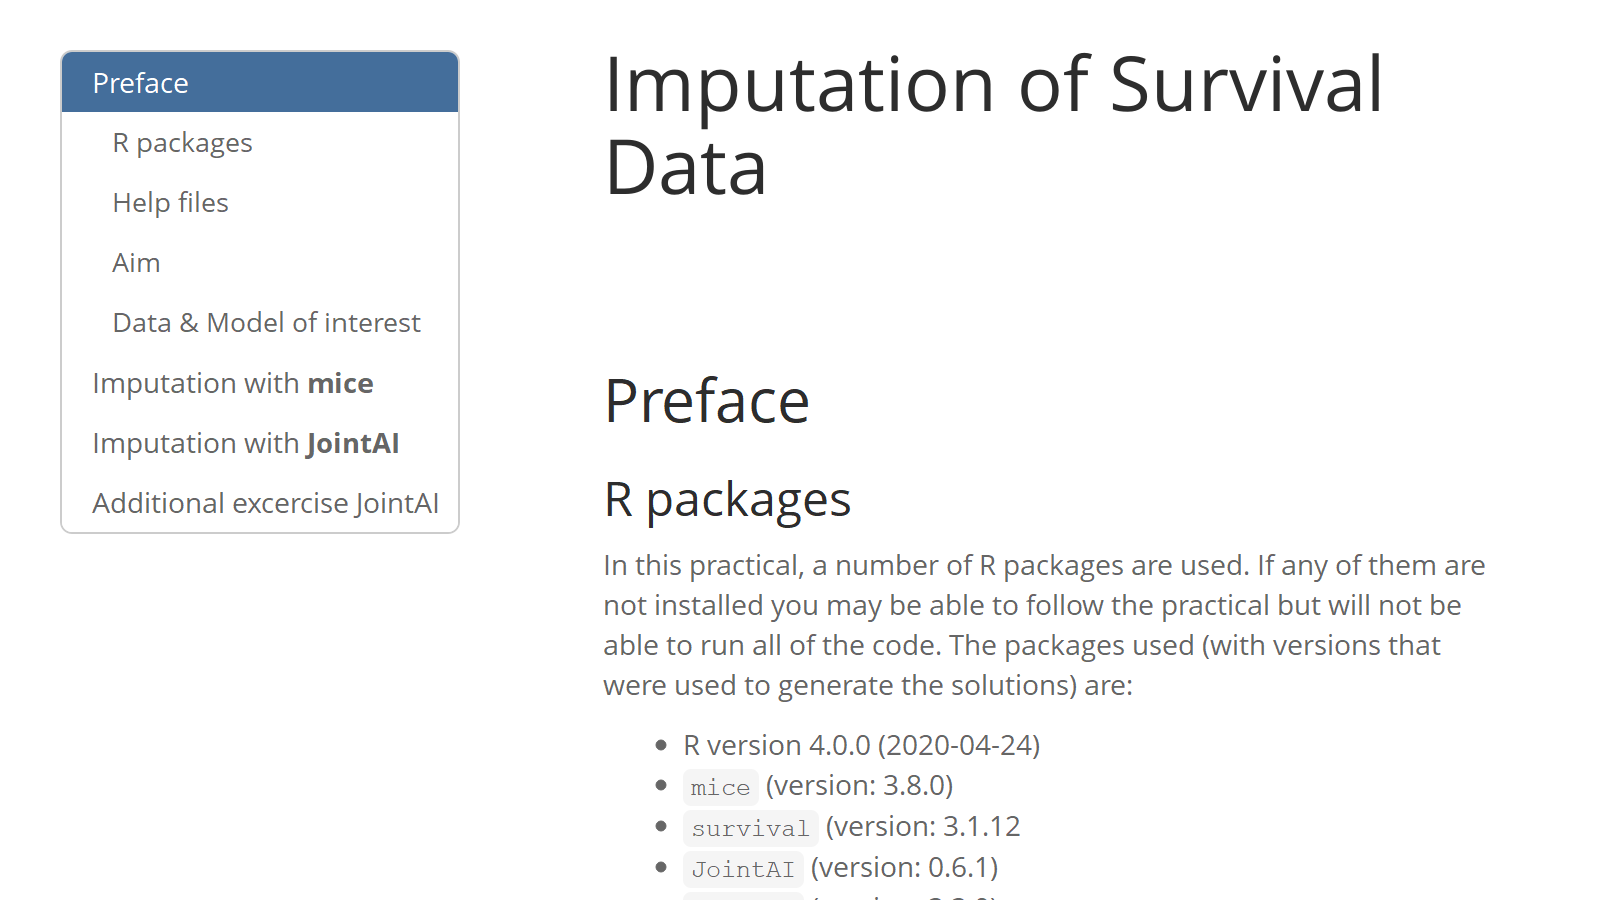 Preface
R packages
Help files
Aim
Data & Model of interest
Imputation with mice
Imputation with JointAI
Additional excercise JointAI
Imputation of Survival
Data
Preface
R packages
In this practical, a number of R packages are used. If any of them are
not installed you may be able to follow the practical but will not be
able to run all of the code. The packages used (with versions that
were used to generate the solutions) are:
R version 4.0.0 (2020-04-24)
mice (version: 3.8.0)
survival (version: 3.1.12
JointAI (version: 0.6.1)